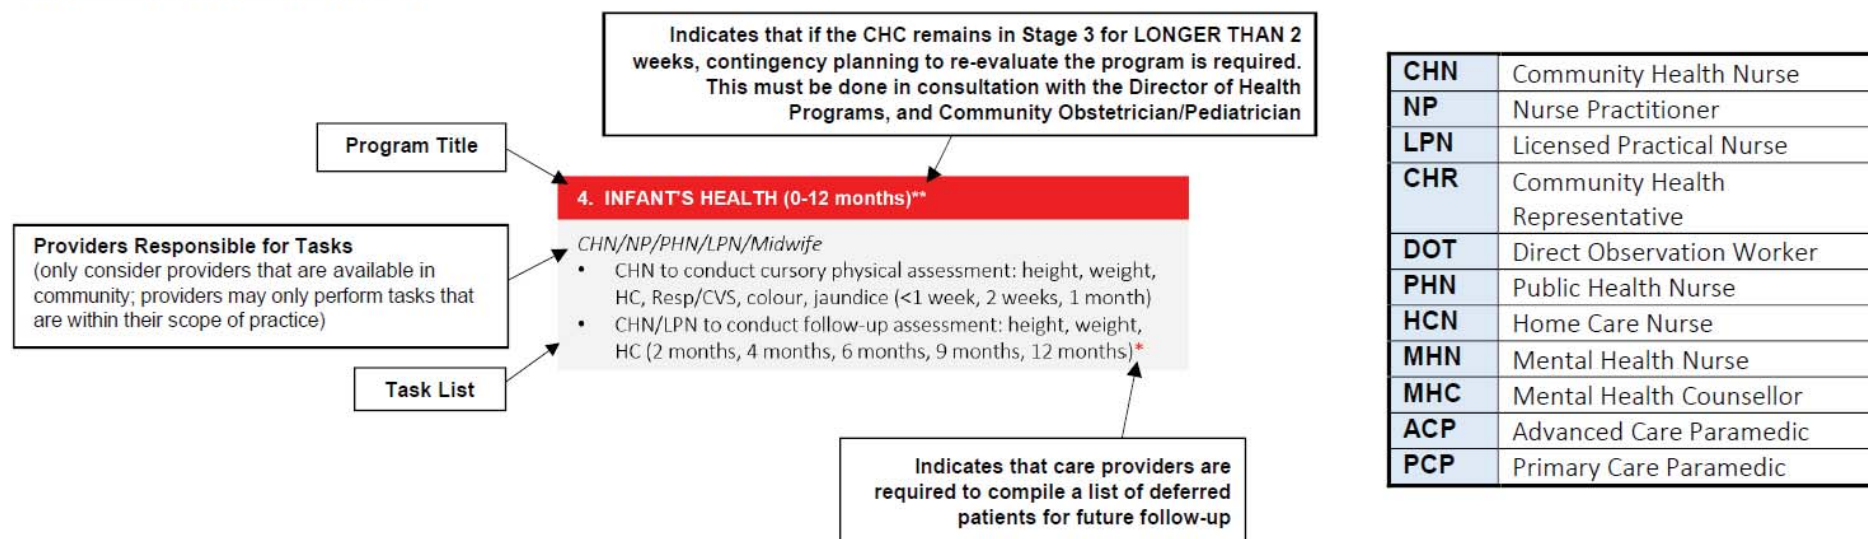 Indicates that if the CHC remains in Stage 3 for LONGER THAN 2
weeks, contingency planning to re-evaluate the program is required.
This must be done in consultation with the Director of Health
Programs, and Community Obstetrician/Pediatrician
Program Title
4. INFANT'S HEALTH (0-12 months)**
Providers Responsible for Tasks
(only consider providers that are available in
community; providers may only perform tasks that
are within their scope of practice)
CHN/NP/PHN/LPN/Midwife
• CHN to conduct cursory physical assessment: height, weight,
HC, Resp/CVS, colour, jaundice (<1 week, 2 weeks, 1 month)
• CHN/LPN to conduct follow-up assessment: height, weight,
HC (2 months, 4 months, 6 months, 9 months, 12 months)*
Task List
Indicates that care providers are
required to compile a list of deferred
patients for future follow-up
CHN Community Health Nurse
NP Nurse Practitioner
LPN Licensed Practical Nurse
CHR Community Health
Representative
DOT Direct Observation Worker
PHN Public Health Nurse
HCN Home Care Nurse
MHN Mental Health Nurse
MHC Mental Health Counsellor
ACP Advanced Care Paramedic
PCP Primary Care Paramedic